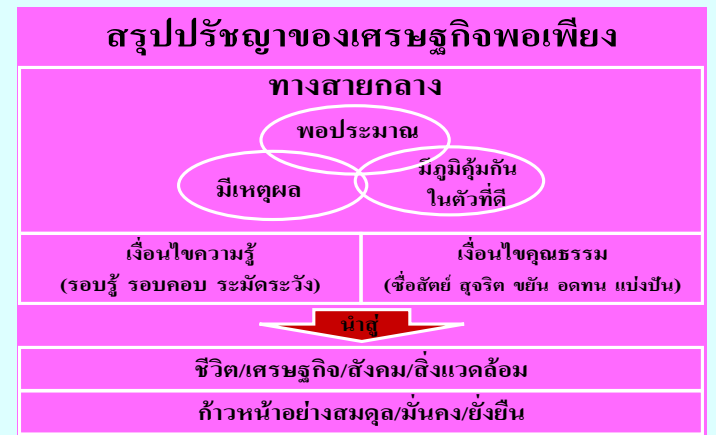 สรุปปรัชญาของเศรษฐกิจพอเพียง
ทางสายกลาง
พอประมาณ
มีเหตุผล
มีภูมิคุ้มกัน
ในตัวที่ดี
เงื่อนไขความรู้
(รอบรู้ รอบคอบ ระมัดระวัง)
เงื่อนไขคุณธรรม
(ซื่อสัตย์ สุจริต ขยัน อดทน แบ่งปัน)
นำสู่
ชีวิต/เศรษฐกิจ/สังคม/สิ่งแวดล้อม
ก้าวหน้าอย่างสมดุล/มั่นคง/ยั่งยืน